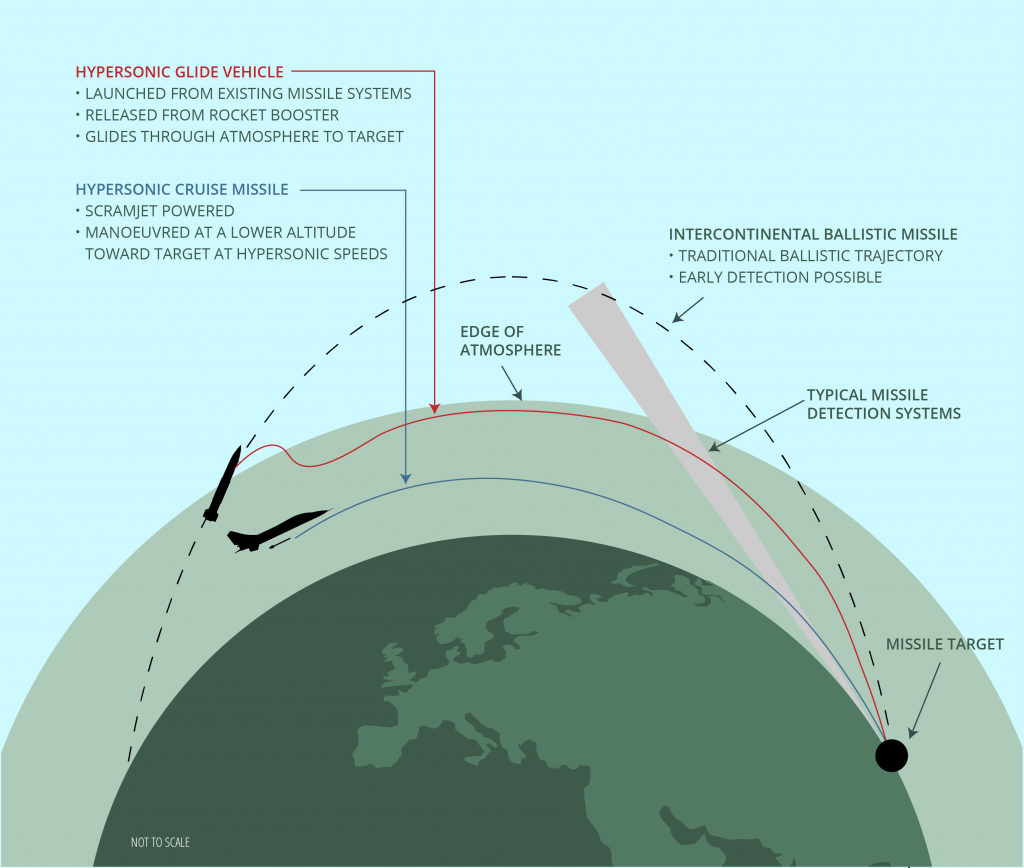 HYPERSONIC GLIDE VEHICLE
• LAUNCHED FROM EXISTING MISSILE SYSTEMS
• RELEASED FROM ROCKET BOOSTER
• GLIDES THROUGH ATMOSPHERE TO TARGET
HYPERSONIC CRUISE MISSILE
• SCRAMJET POWERED
• MANOEUVRED AT A LOWER ALTITUDE
TOWARD TARGET AT HYPERSONIC SPEEDS
INTERCONTINENTAL BALLISTIC MISSILE
• TRADITIONAL BALLISTIC TRAJECTORY
• EARLY DETECTION POSSIBLE
EDGE OF
ATMOSPHERE
TYPICAL MISSILE
DETECTION SYSTEMS
MISSILE TARGET
NOT TO SCALE